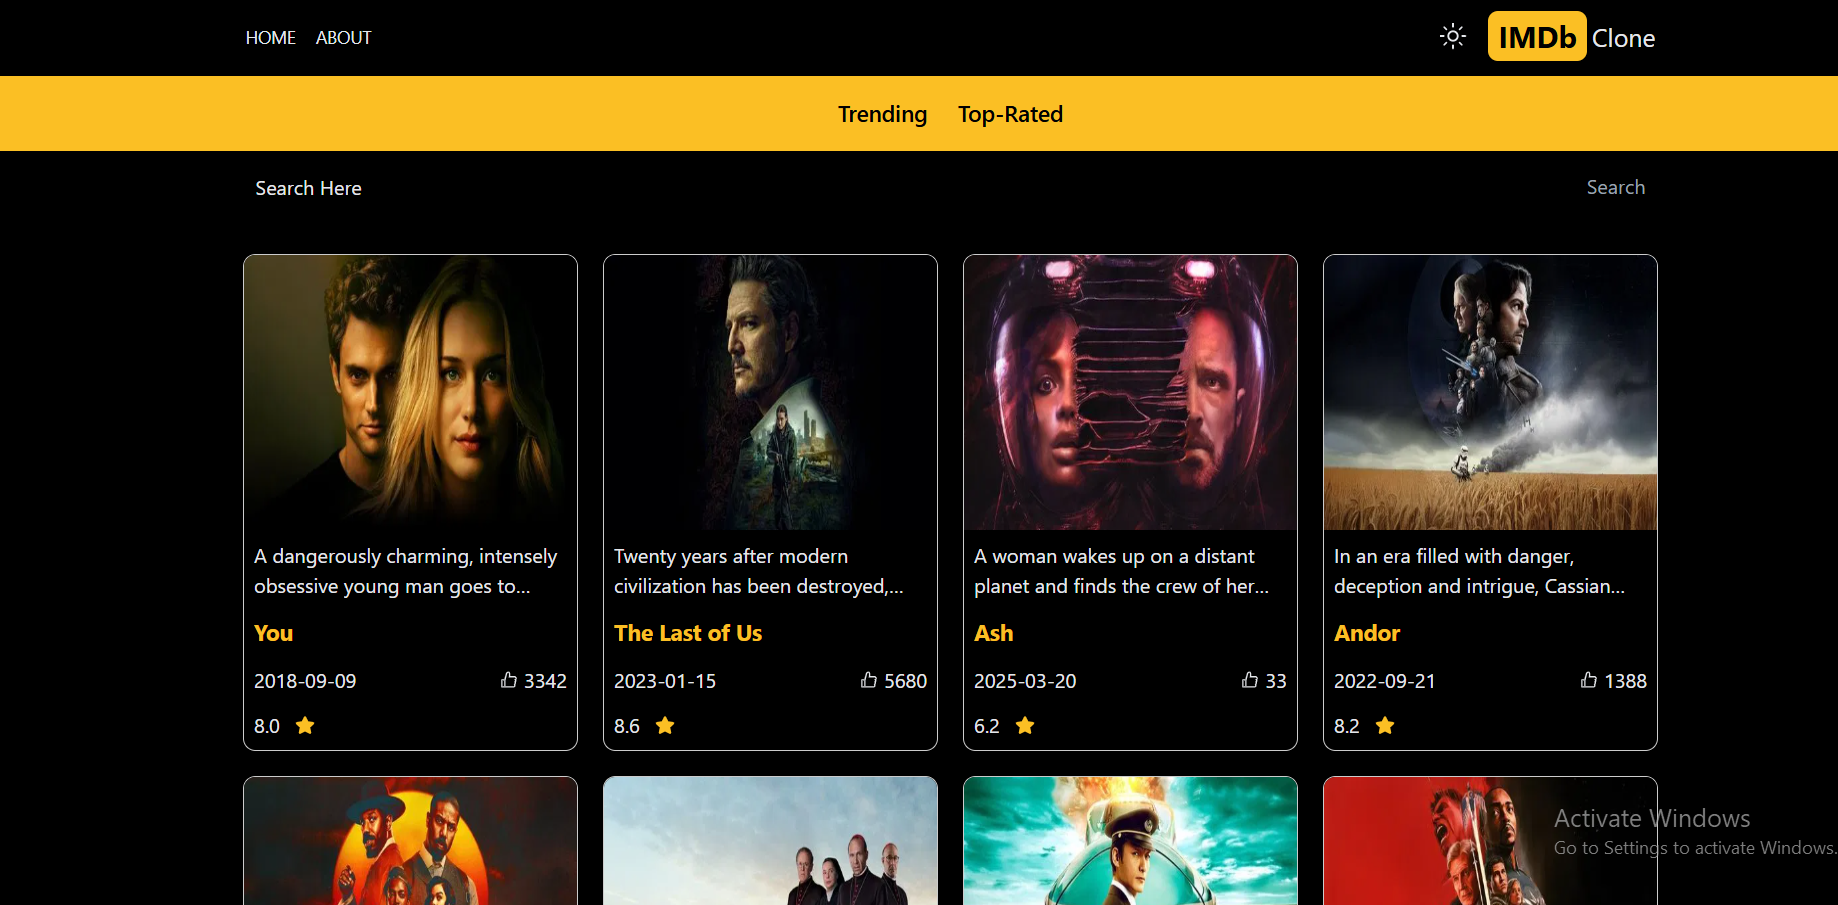 HOME ABOUT
IMDb Clone
Trending Top-Rated
Search Here Search
A dangerously charming, intensely
obsessive young man goes to...
You
2018-09-09 3342
8.0
Twenty years after modern
civilization has been destroyed,...
The Last of Us
2023-01-15 5680
8.6
A woman wakes up on a distant
planet and finds the crew of her...
Ash
2025-03-20 33
6.2
In an era filled with danger,
deception and intrigue, Cassian...
Andor
2022-09-21 1388
8.2
Activate Windows
Go to Settings to activate Windows.